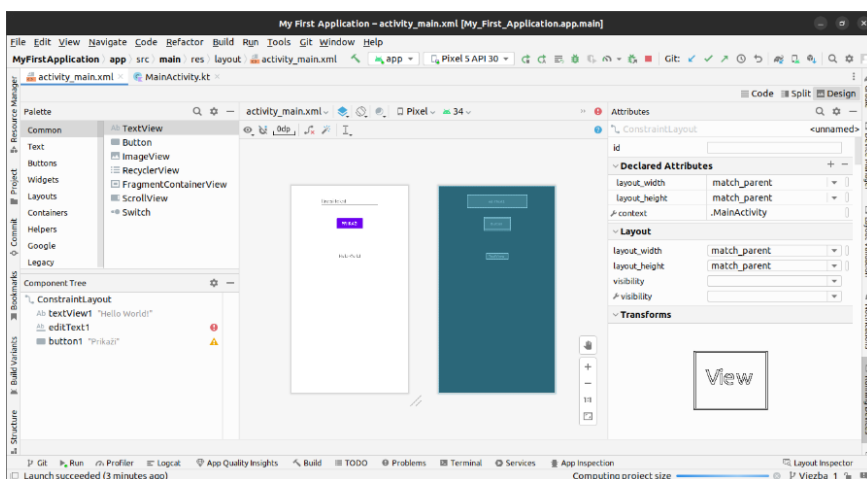 My First Application – activity_main.xml [My_First_Application.app.main]
File Edit View Navigate Code Refactor Build Run Tools Git Window Help
MyFirstApplication app src main res layout activity_main.xml app Pixel 5 API 30 Git:
activity_main.xml MainActivity.kt
Code Split Design
Resource Manager
Project
Commit
Bookmarks
Build Variants
Structure
Palette
Common
Text
Buttons
Widgets
Layouts
Containers
Helpers
Google
Legacy
Ab TextView
Button
ImageView
RecyclerView
FragmentContainerView
ScrollView
Switch
Component Tree
ConstraintLayout
Ab textView1 "Hello World!"
Ab editText1
button1 "Prikaži"
activity_main.xml Pixel 34
0dp
PRIKAŽI
Hello World!
1:1
Attributes
ConstraintLayout <unnamed>
id
Declared Attributes
layout_width match_parent
layout_height match_parent
context .MainActivity
Layout
layout_width match_parent
layout_height match_parent
visibility
visibility
Transforms
View
Git Run Profiler Logcat App Quality Insights Build TODO Problems Terminal Services App Inspection Layout Inspector
Launch succeeded (3 minutes ago) Computing project size Vjezba_1